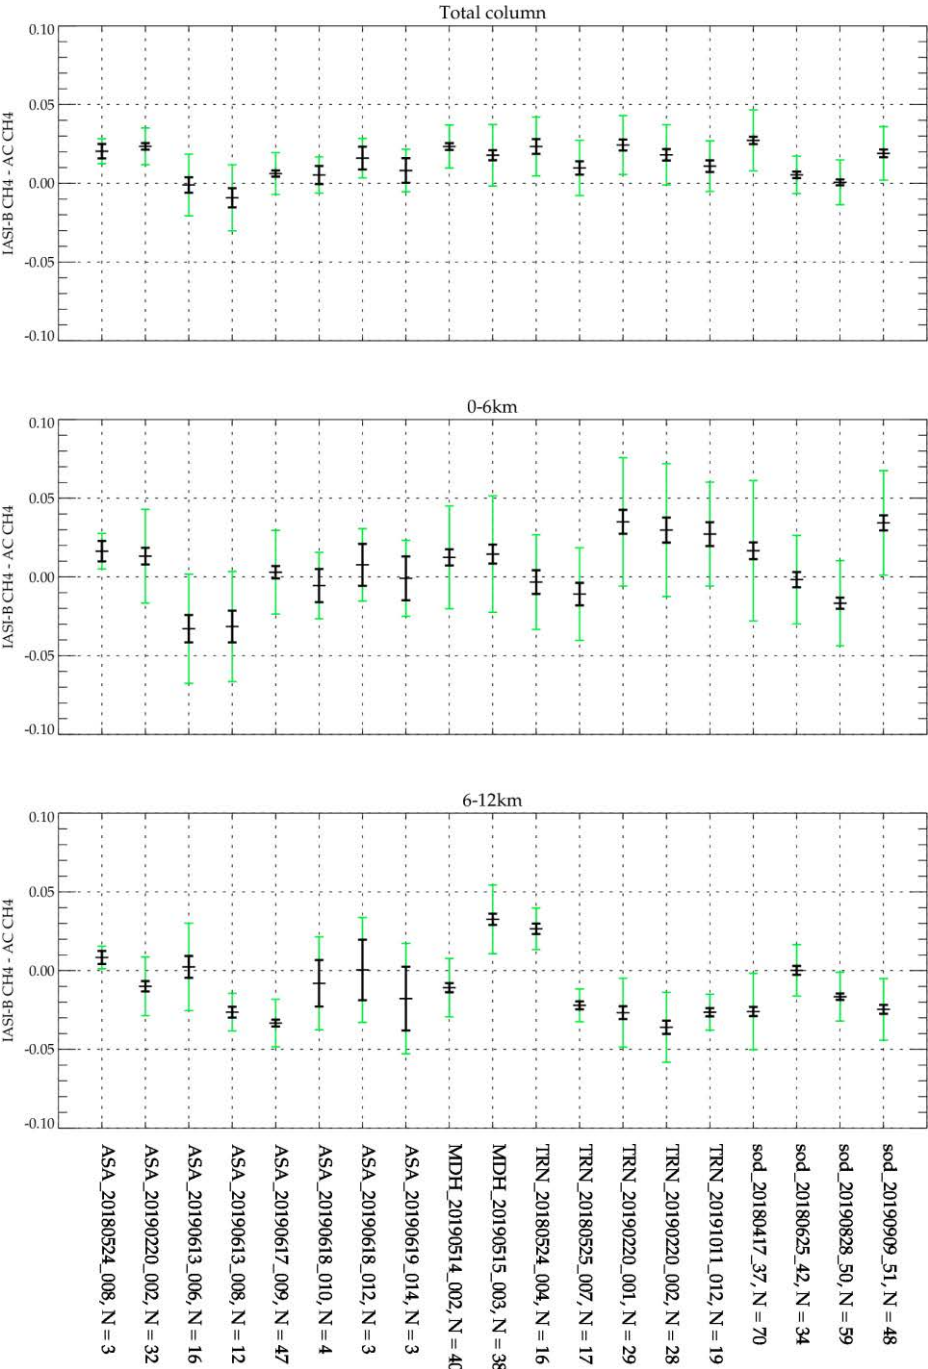 Total column
0.10
0.05
0.00
-0.05
-0.10
IASI-B CH4 - AC CH4
0-6km
0.10
0.05
0.00
-0.05
-0.10
IASI-B CH4 - AC CH4
6-12km
0.10
0.05
0.00
-0.05
-0.10
IASI-B CH4 - AC CH4
ASA_20180524_008, N = 3
ASA_20190220_002, N = 32
ASA_20190613_006, N = 16
ASA_20190613_008, N = 12
ASA_20190617_009, N = 47
ASA_20190618_010, N = 4
ASA_20190618_012, N = 3
ASA_20190619_014, N = 3
MDH_20190514_002, N = 40
MDH_20190515_003, N = 38
TRN_20180524_004, N = 16
TRN_20180525_007, N = 17
TRN_20190220_001, N = 29
TRN_20190220_002, N = 28
TRN_20191011_012, N = 19
sod_20180417_37, N = 70
sod_20180625_42, N = 34
sod_20190828_50, N = 59
sod_20190909_51, N = 48